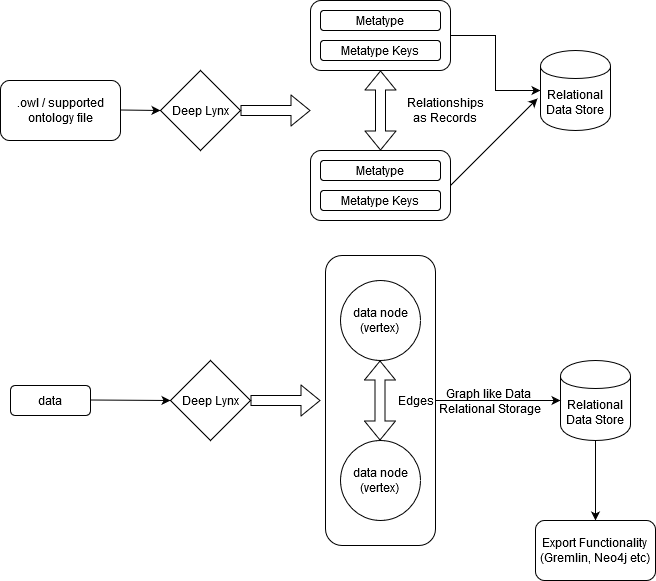 Metatype
Metatype Keys
.owl / supported
ontology file
Deep Lynx
Relationships
as Records
Relational
Data Store
Metatype
Metatype Keys
data node
(vertex)
data
Deep Lynx
Edges
Graph like Data
Relational Storage
Relational
Data Store
data node
(vertex)
Export Functionality
(Gremlin, Neo4j etc)